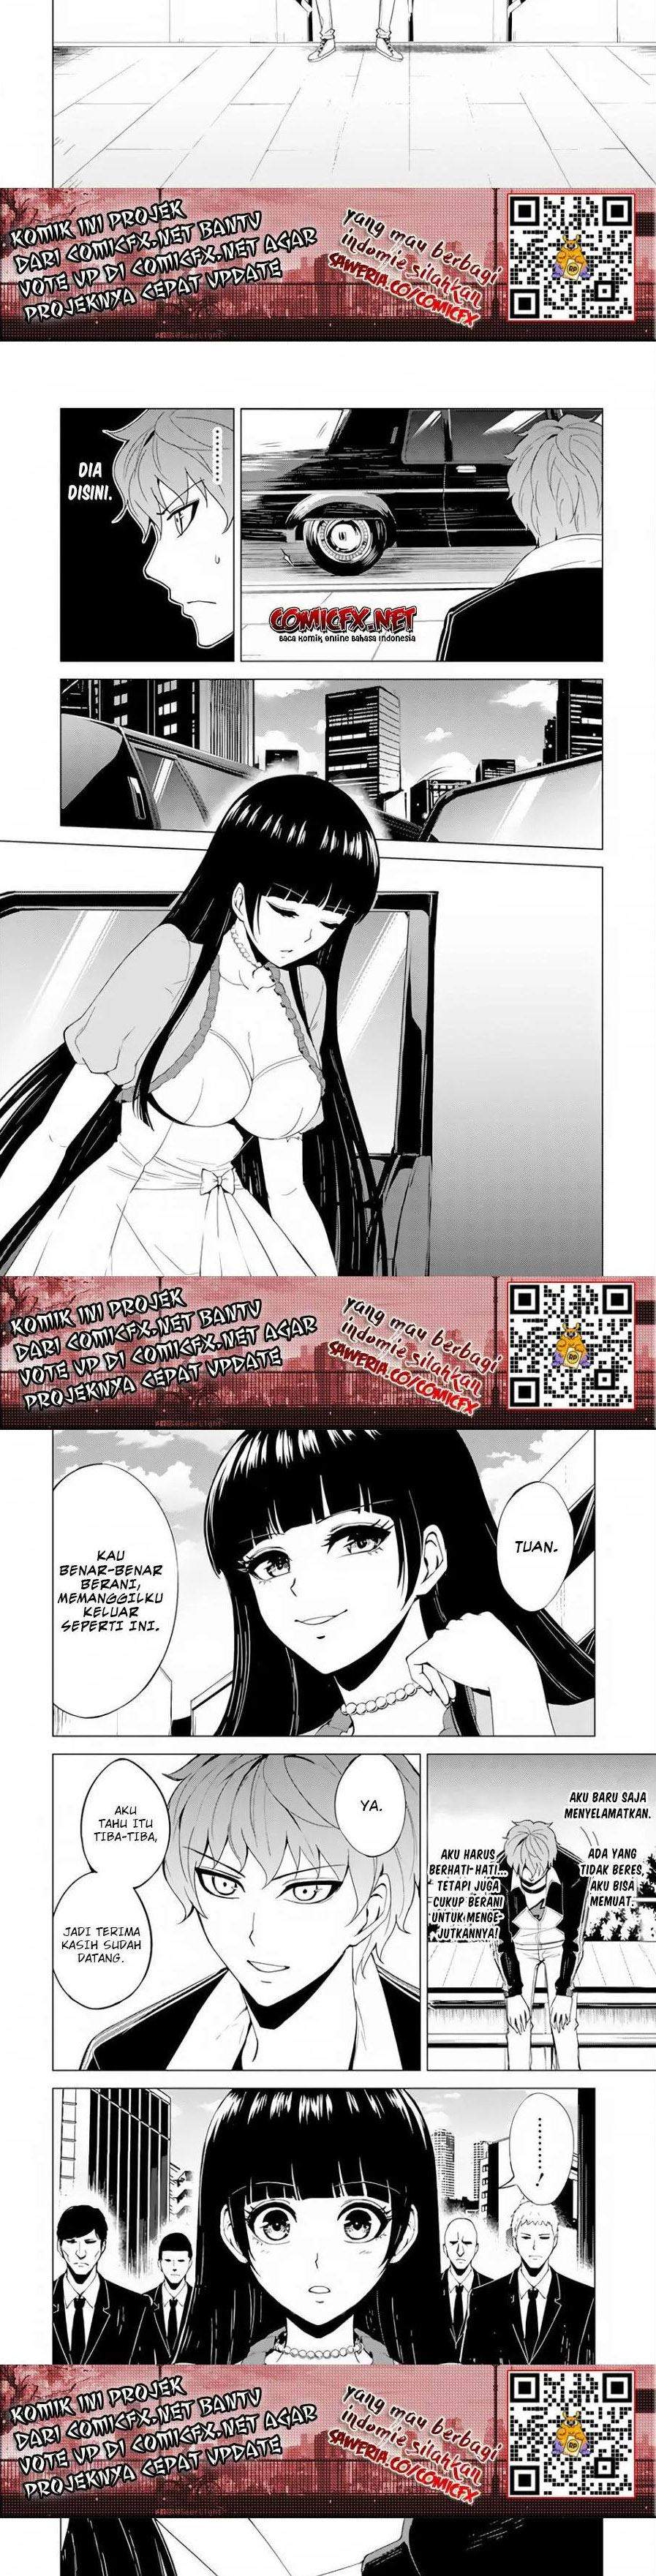 KOMIK INI PROJEK
DARI COMICFX.NET BANTU
VOTE UP DI COMICFX.NET AGAR
PROJEKNYA CEPAT UPDATE
yang mau berbagi
indomie silahkan
SAWERIA.CO/COMICFX
.........
DIA
DISINI.
COMICFX.NET
Baca Komik Online Bahasa Indonesia
KOMIK INI PROJEK
DARI COMICFX.NET BANTU
VOTE UP DI COMICFX.NET AGAR
PROJEKNYA CEPAT UPDATE
yang mau berbagi
indomie silahkan
SAWERIA.CO/COMICFX
TUAN.
KAU
BENAR-BENAR
BERANI,
MEMANGGILKU
KELUAR
SEPERTI INI.
AKU BARU SAJA
MENYELAMATKAN.
ADA YANG
TIDAK BERES,
AKU BISA
MEMUAT.
AKU HARUS
BERHATI-HATI...
TETAPI JUGA
CUKUP BERANI
UNTUK MENGE-
JUTKANNYA!
YA.
AKU
TAHU ITU
TIBA-TIBA,
JADI TERIMA
KASIH SUDAH
DATANG.
.......!
KOMIK INI PROJEK
DARI COMICFX.NET BANTU
VOTE UP DI COMICFX.NET AGAR
PROJEKNYA CEPAT UPDATE
yang mau berbagi
indomie silahkan
SAWERIA.CO/COMICFX